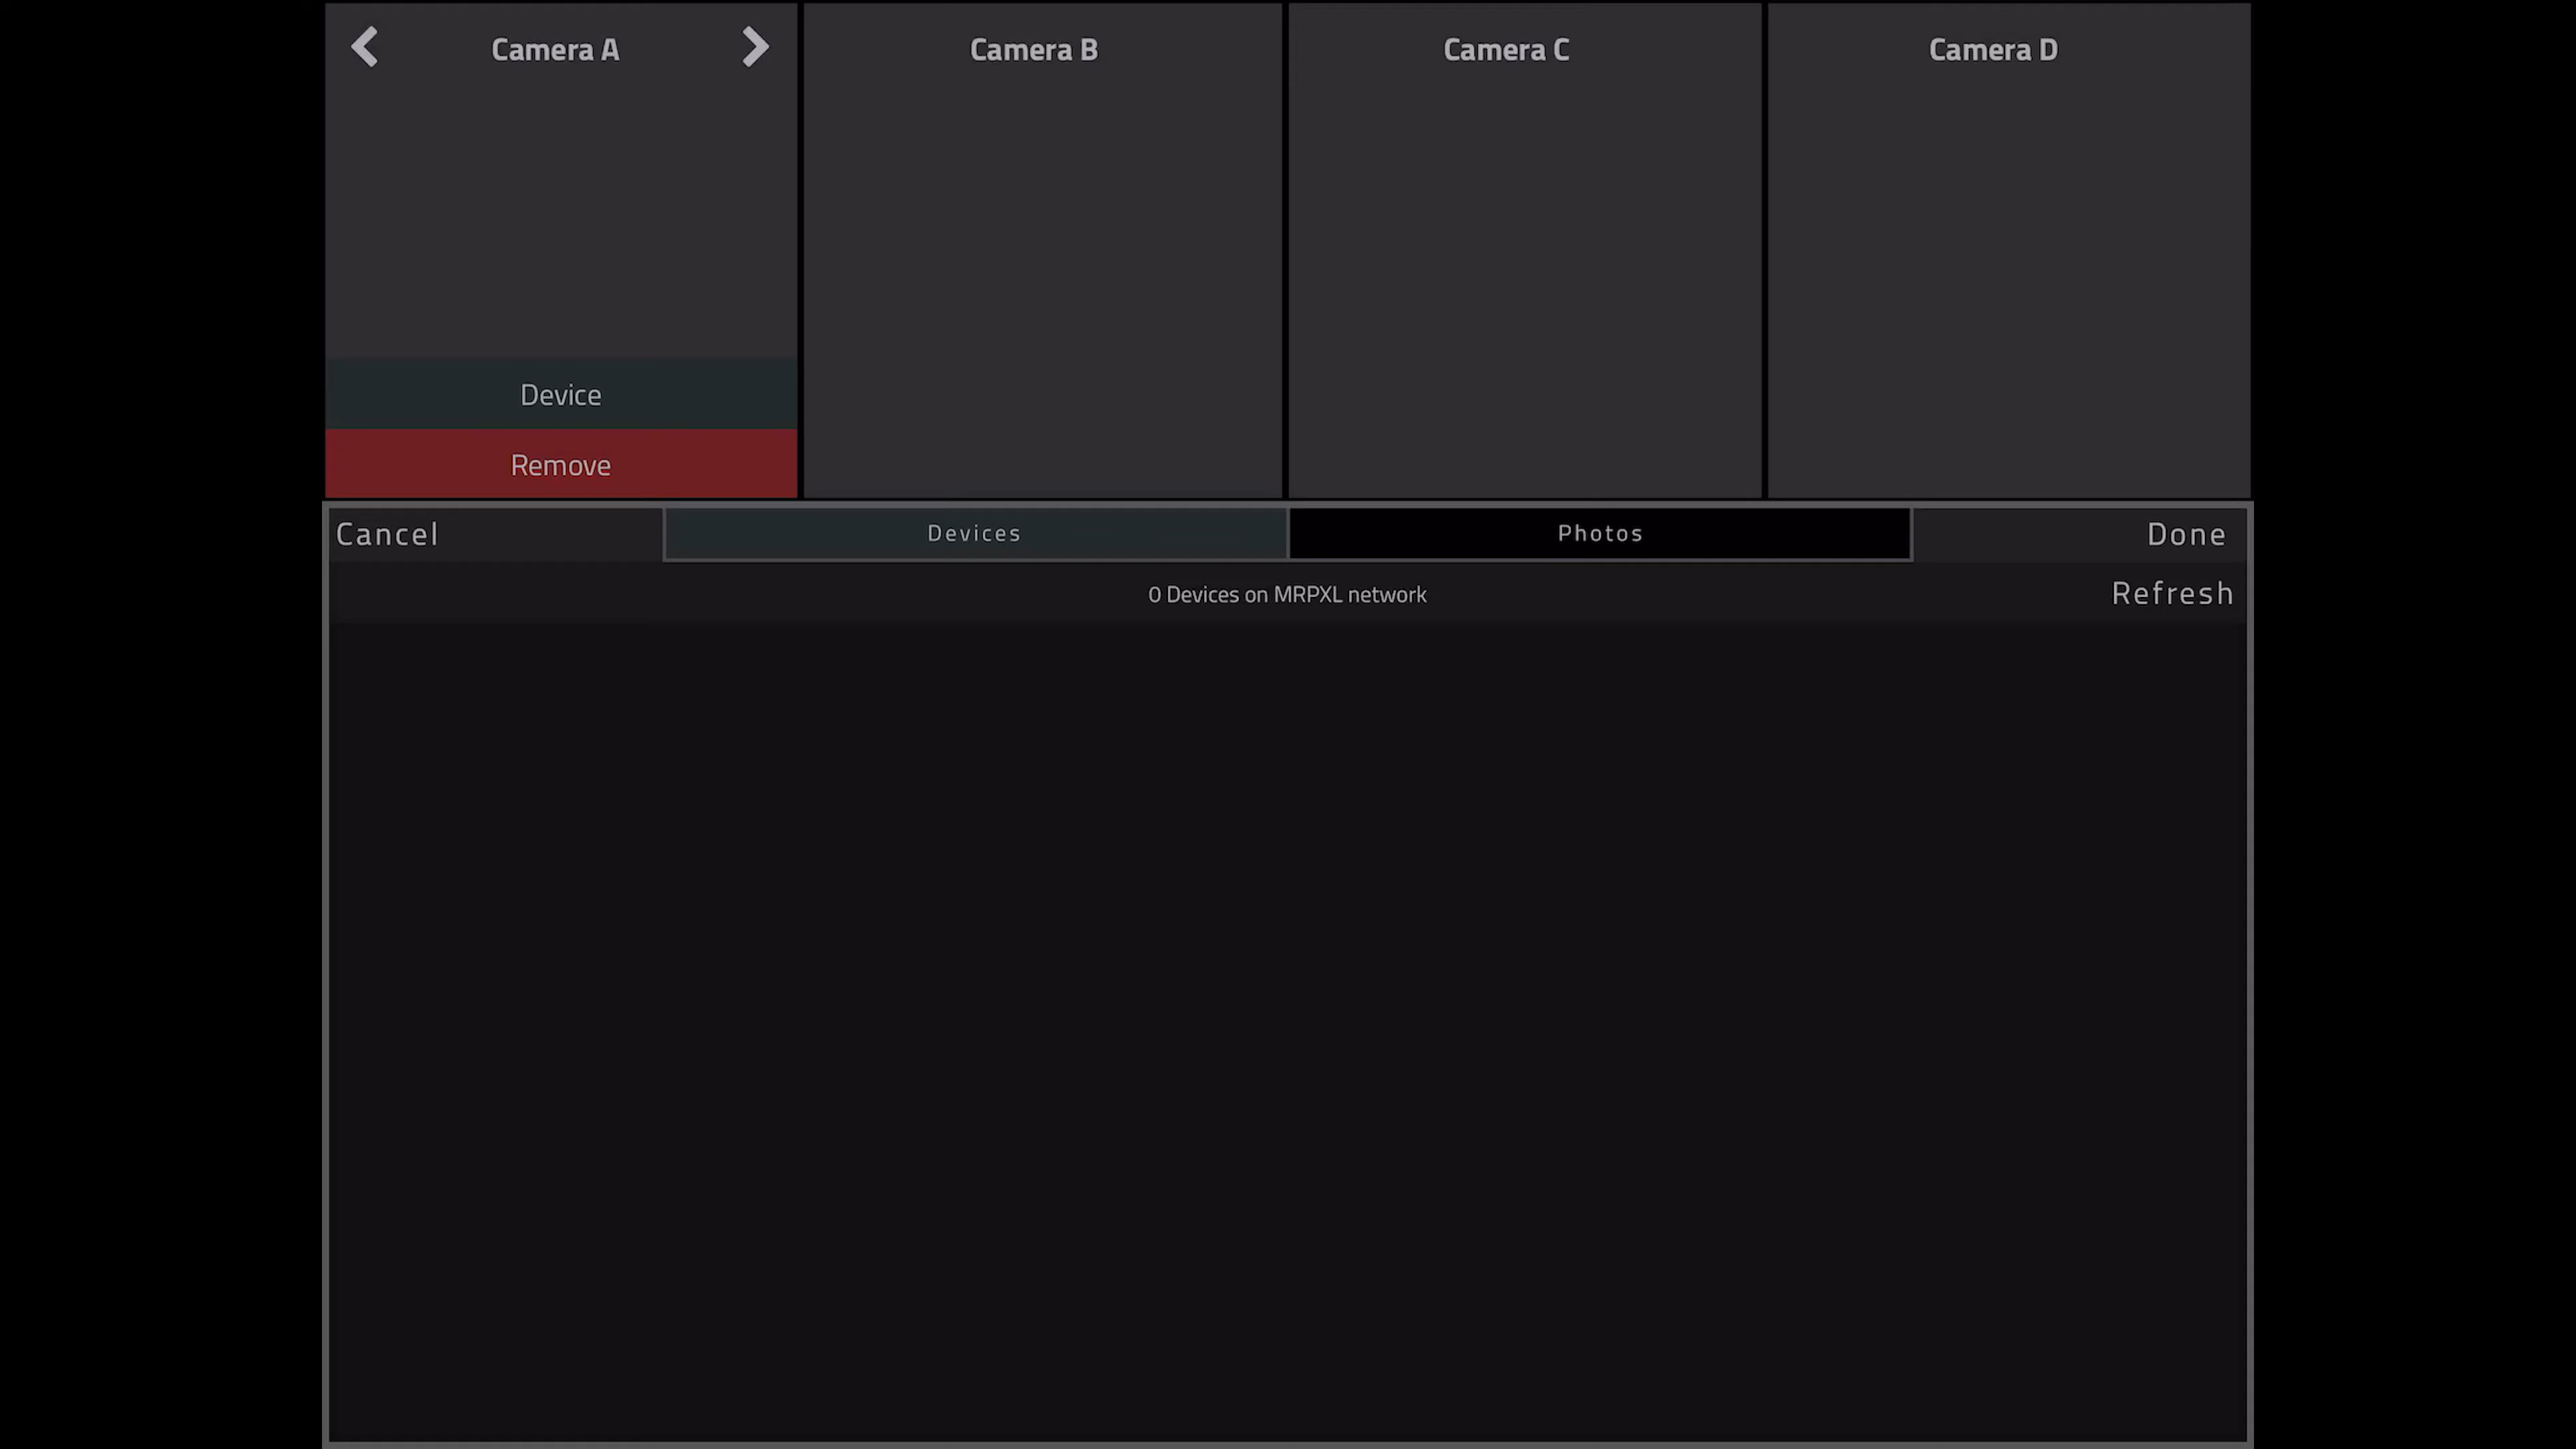 Camera A
Camera B
Camera C
Camera D
Device
Remove
Cancel
Devices
Photos
Done
0 Devices on MRPXL network
Refresh